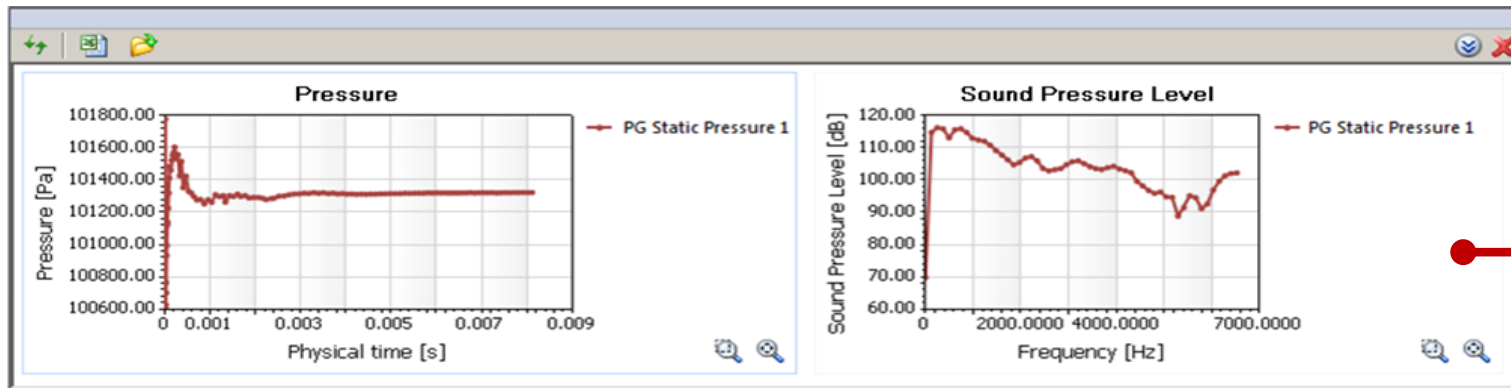 Pressure
101800.00
101600.00
101400.00
101200.00
101000.00
100800.00
100600.00
Pressure [Pa]
0 0.001 0.003 0.005 0.007 0.009
Physical time [s]
PG Static Pressure 1
Sound Pressure Level
120.00
110.00
100.00
90.00
80.00
70.00
60.00
Sound Pressure Level [dB]
0 2000.0000 4000.0000 7000.0000
Frequency [Hz]
PG Static Pressure 1